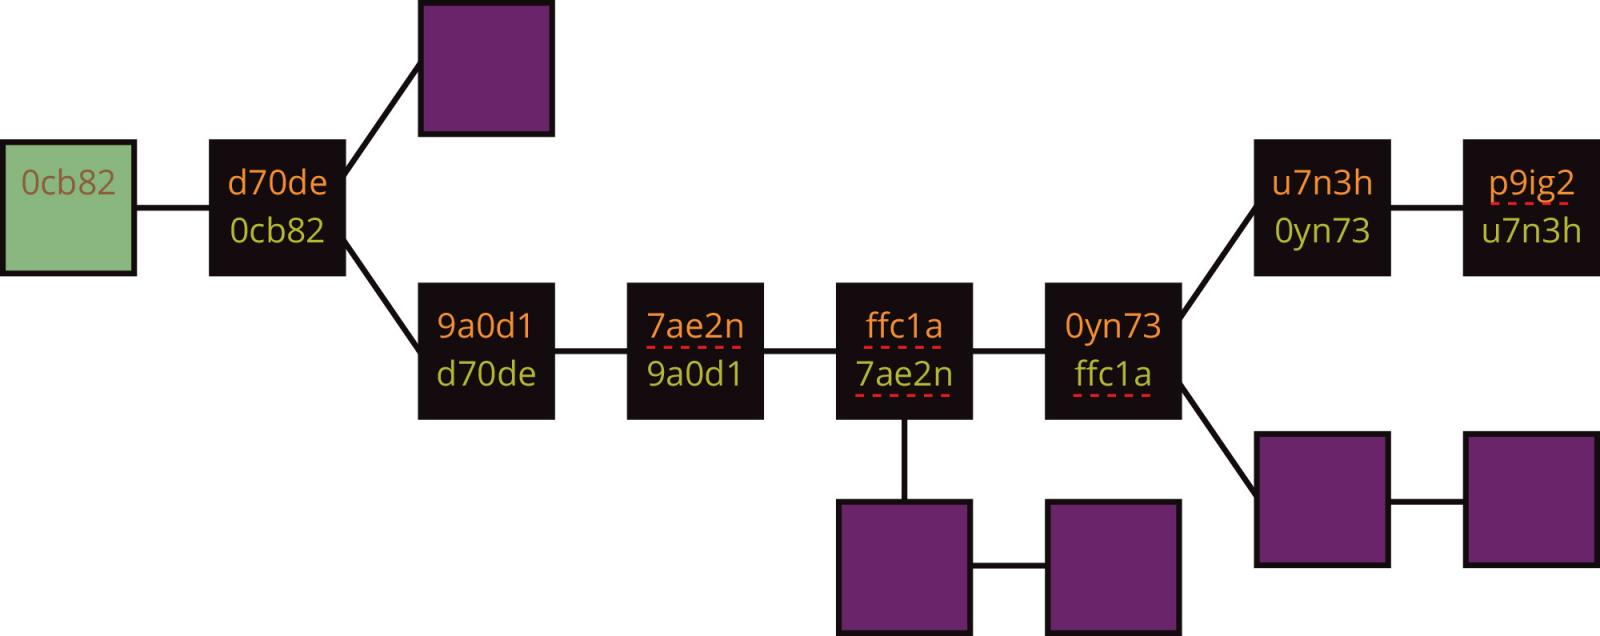 0cb82
d70de
0cb82
9a0d1
d70de
7ae2n
9a0d1
ffc1a
7ae2n
0yn73
ffc1a
u7n3h
0yn73
p9ig2
u7n3h